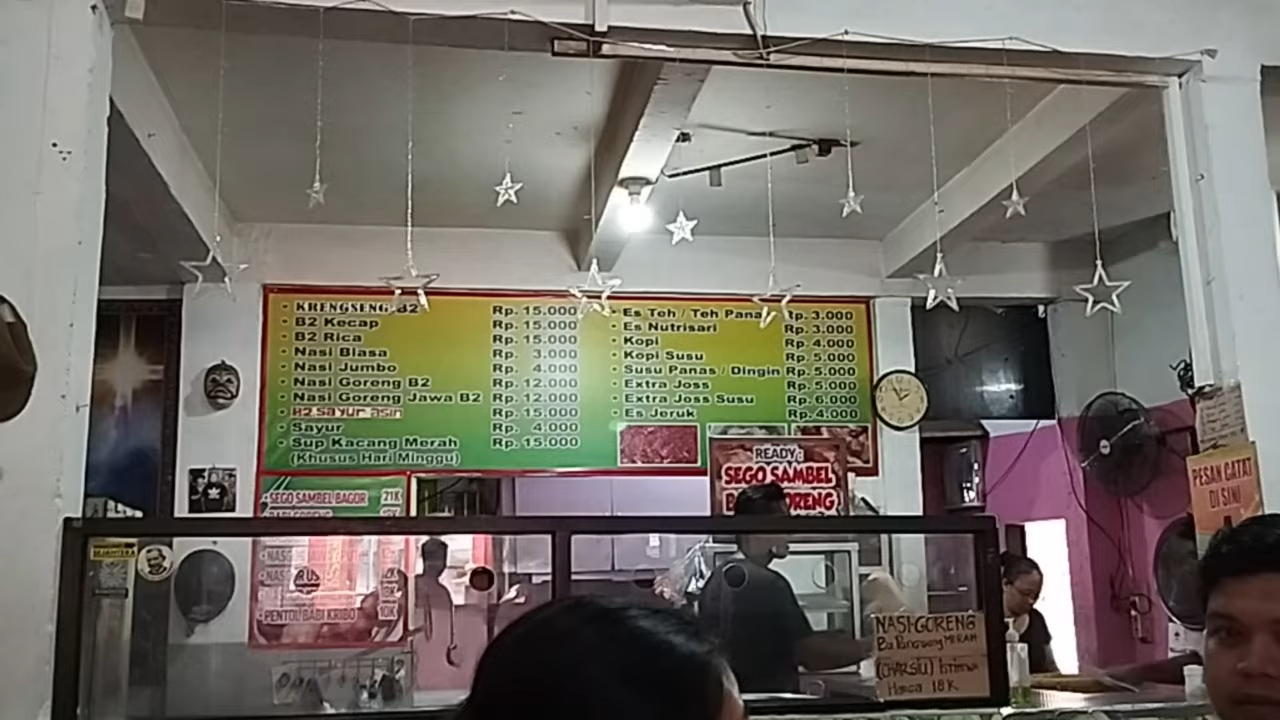 • KRENGSENG B2 Rp. 15.000
• B2 Kecap Rp. 15.000
• B2 Rica Rp. 15.000
• Nasi Biasa Rp. 3.000
• Nasi Jumbo Rp. 4.000
• Nasi Goreng B2 Rp. 12.000
• Nasi Goreng Jawa B2 Rp. 12.000
• B2 sayur asin Rp. 15.000
• Sayur Rp. 4.000
• Sup Kacang Merah Rp. 15.000
(Khusus Hari Minggu)
• Es Teh / Teh Panas Rp. 3.000
• Es Nutrisari Rp. 3.000
• Kopi Rp. 4.000
• Kopi Susu Rp. 5.000
• Susu Panas / Dingin Rp. 5.000
• Extra Joss Rp. 5.000
• Extra Joss Susu Rp. 6.000
• Es Jeruk Rp. 4.000
READY :
SEGO SAMBEL
GORENG
• SEGO SAMBEL BAGOR 21K
• BABI GORENG
• PENTOL BABI KRIBO 10K
PESAN CATAT
DI SINI
NASI GORENG
Ba Panggang MERAH
(CHARSIU)
Harga 18K